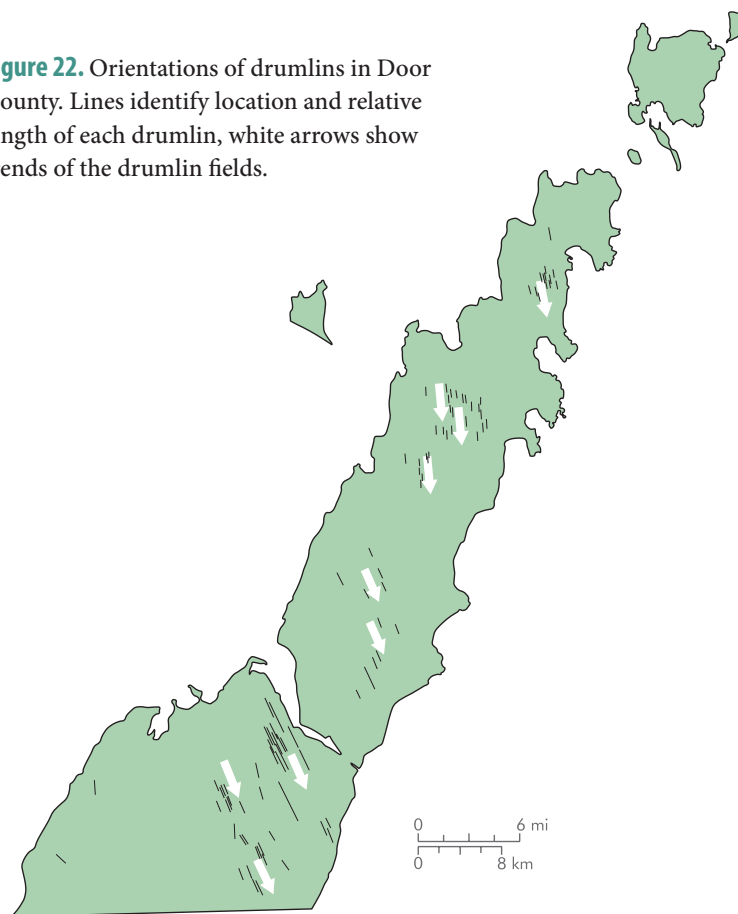 gure 22. Orientations of drumlins in Door
ounty. Lines identify location and relative
ngth of each drumlin, white arrows show
ends of the drumlin fields.
0 6 mi
0 8 km